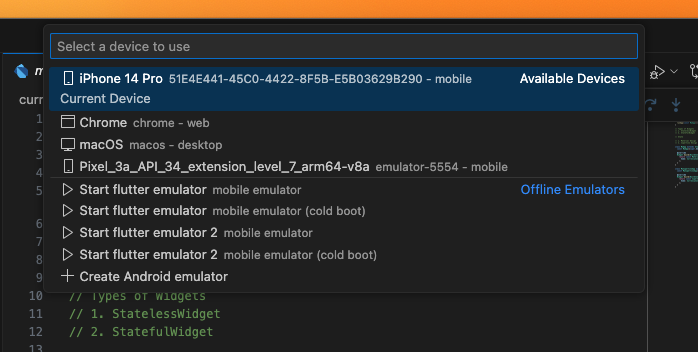 Select a device to use
m
iPhone 14 Pro 51E4E441-45C0-4422-8F5B-E5B03629B290 - mobile Available Devices
Current Device
curr
Chrome chrome - web
1
macOS macos - desktop
2
3
Pixel_3a_API_34_extension_level_7_arm64-v8a emulator-5554 - mobile
4
Start flutter emulator mobile emulator Offline Emulators
5
Start flutter emulator mobile emulator (cold boot)
6
Start flutter emulator 2 mobile emulator
7
Start flutter emulator 2 mobile emulator (cold boot)
8
Create Android emulator
9
10 // Types of Widgets
11 // 1. StatelessWidget
12 // 2. StatefulWidget
13